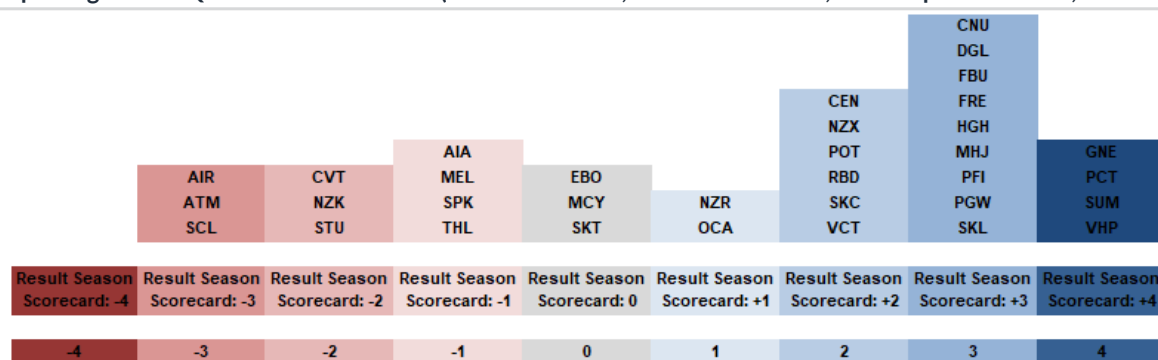 CNU
DGL
FBU
CEN FRE
NZX HGH
AIA POT MHJ GNE
AIR CVT MEL EBO RBD PFI PCT
ATM NZK SPK MCY NZR SKC PGW SUM
SCL STU THL SKT OCA VCT SKL VHP
Result Season Result Season Result Season Result Season Result Season Result Season Result Season Result Season Result Season
Scorecard: -4 Scorecard: -3 Scorecard: -2 Scorecard: -1 Scorecard: 0 Scorecard: +1 Scorecard: +2 Scorecard: +3 Scorecard: +4
-4 -3 -2 -1 0 1 2 3 4